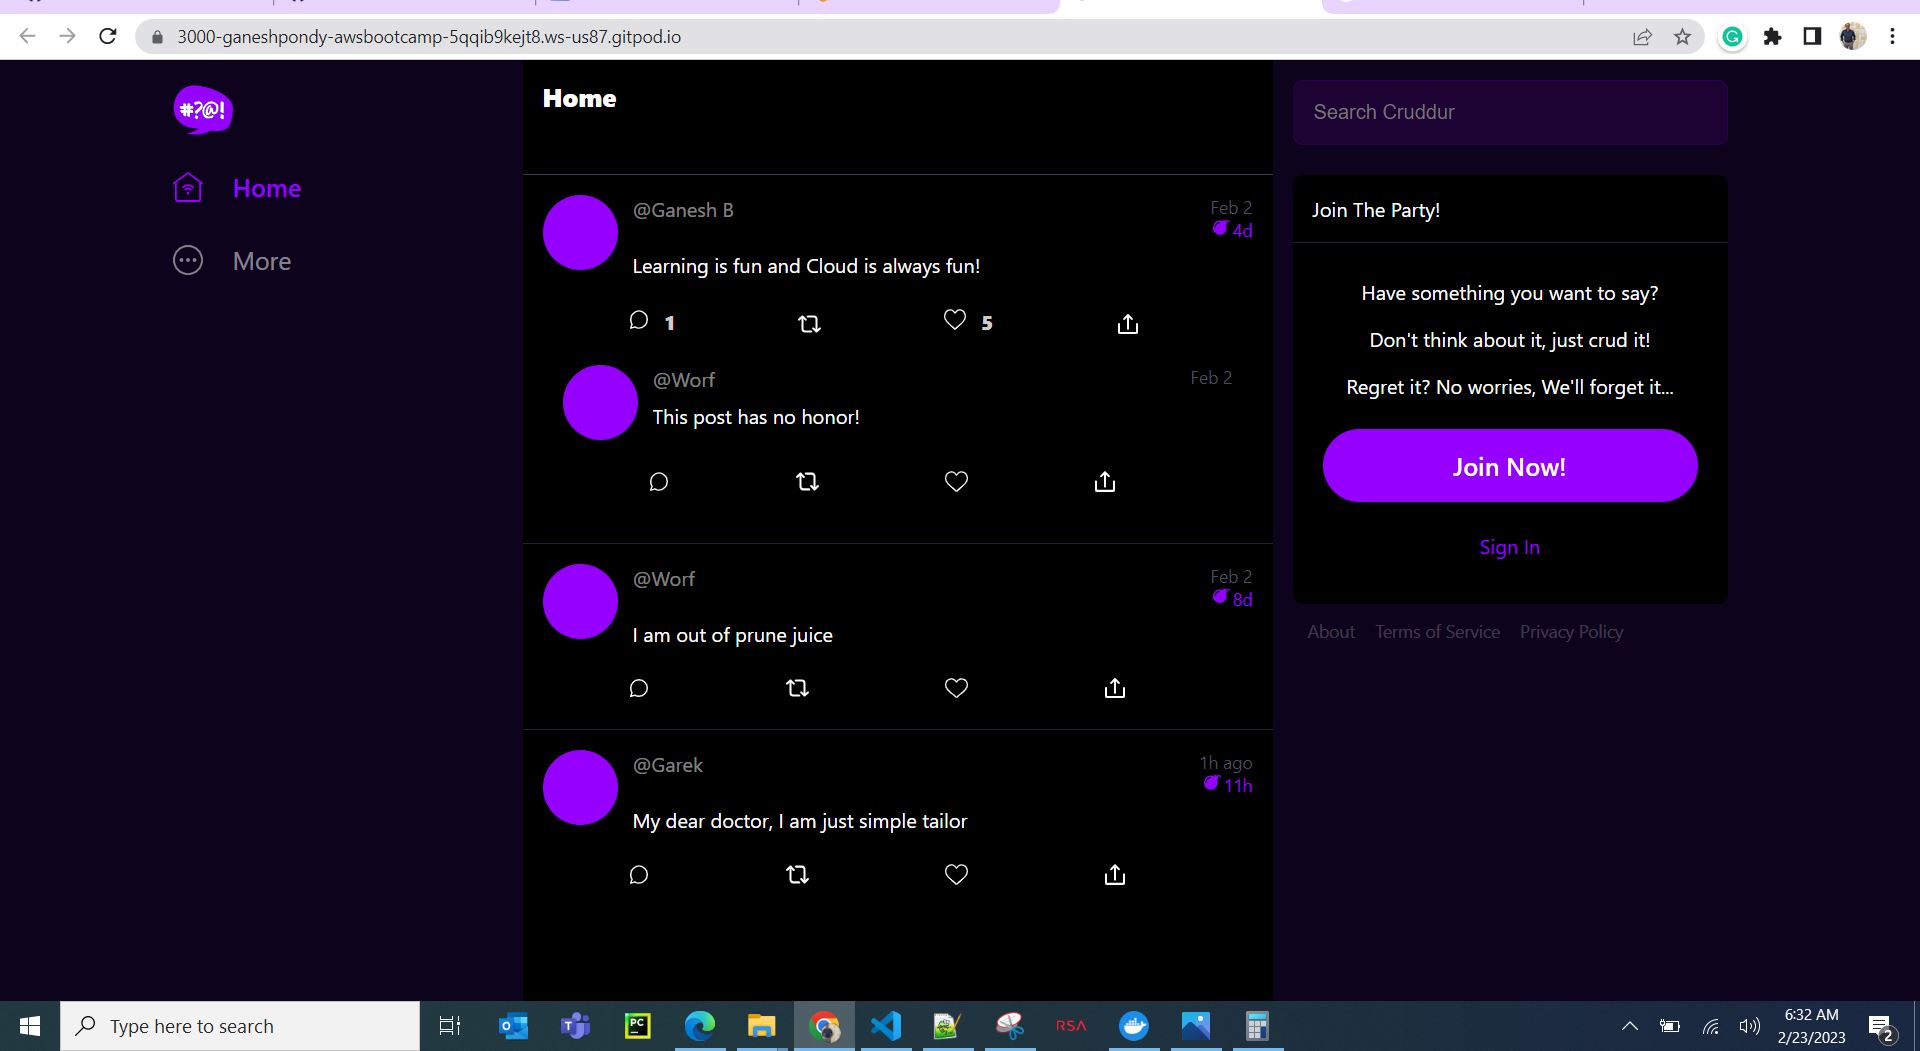 3000-ganeshpondy-awsbootcamp-5qqib9kejt8.ws-us87.gitpod.io
#?@!
Home
More
Home
@Ganesh B
Feb 2
4d
Learning is fun and Cloud is always fun!
1
5
@Worf
Feb 2
This post has no honor!
@Worf
Feb 2
8d
I am out of prune juice
@Garek
1h ago
11h
My dear doctor, I am just simple tailor
Search Cruddur
Join The Party!
Have something you want to say?
Don't think about it, just crud it!
Regret it? No worries, We'll forget it...
Join Now!
Sign In
About Terms of Service Privacy Policy
Type here to search
PC
RSA
6:32 AM
2/23/2023
2